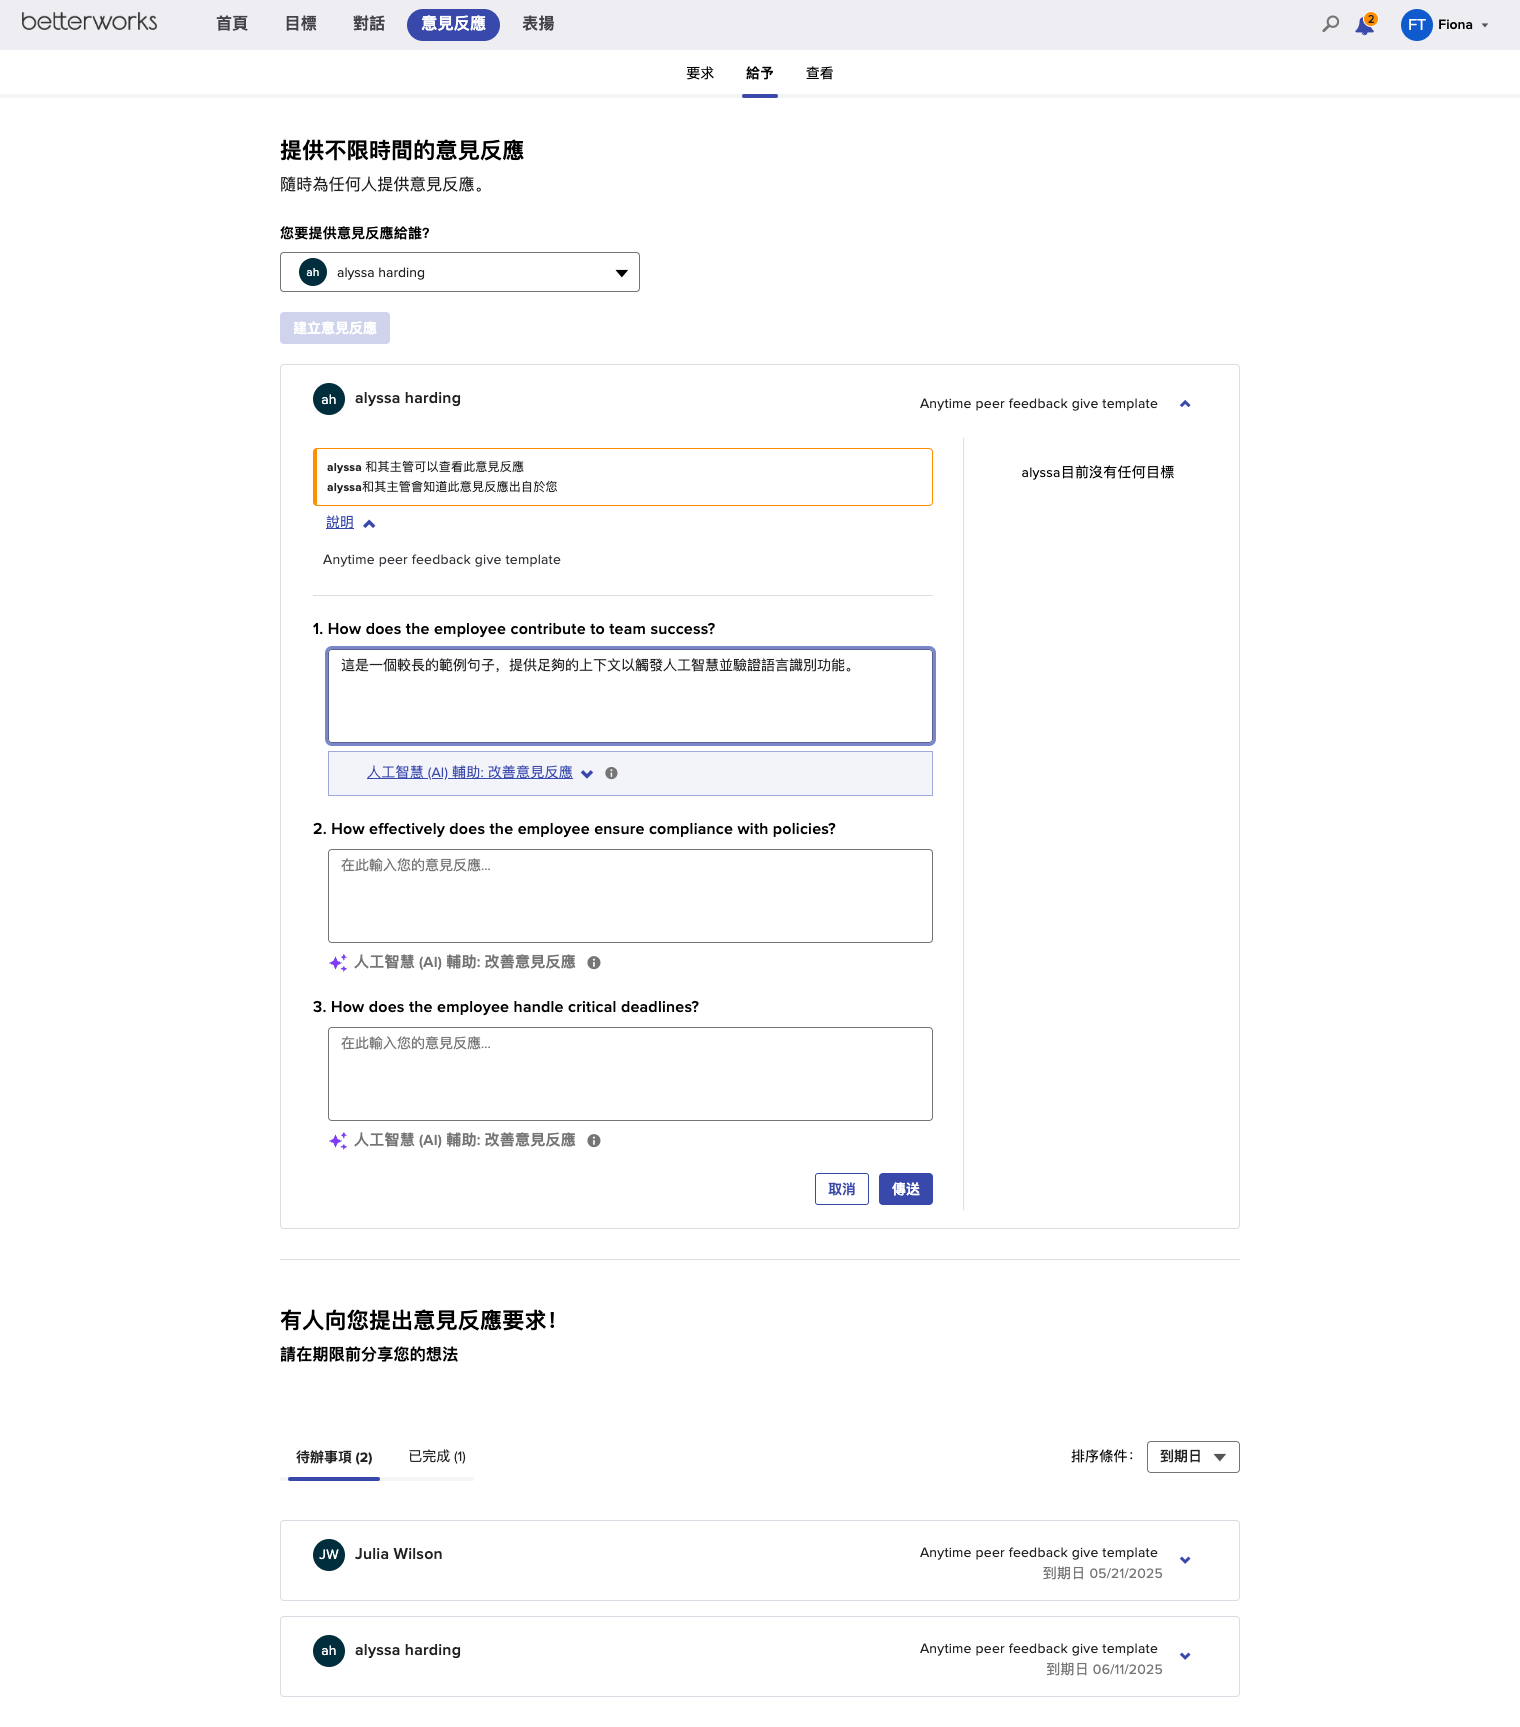 betterworks
首頁 目標 對話 意見反應 表揚
2 FT Fiona
要求 給予 查看
提供不限時間的意見反應
隨時為任何人提供意見反應。
您要提供意見反應給誰?
ah alyssa harding
建立意見反應
ah alyssa harding
Anytime peer feedback give template
alyssa 和其主管可以查看此意見反應
alyssa和其主管會知道此意見反應出自於您
alyssa目前沒有任何目標
說明
Anytime peer feedback give template
1. How does the employee contribute to team success?
這是一個較長的範例句子，提供足夠的上下文以觸發人工智慧並驗證語言識別功能。
人工智慧 (AI) 輔助: 改善意見反應
2. How effectively does the employee ensure compliance with policies?
在此輸入您的意見反應...
人工智慧 (AI) 輔助: 改善意見反應
3. How does the employee handle critical deadlines?
在此輸入您的意見反應...
人工智慧 (AI) 輔助: 改善意見反應
取消 傳送
有人向您提出意見反應要求！
請在期限前分享您的想法
待辦事項 (2) 已完成 (1)
排序條件： 到期日
JW Julia Wilson
Anytime peer feedback give template
到期日 05/21/2025
ah alyssa harding
Anytime peer feedback give template
到期日 06/11/2025